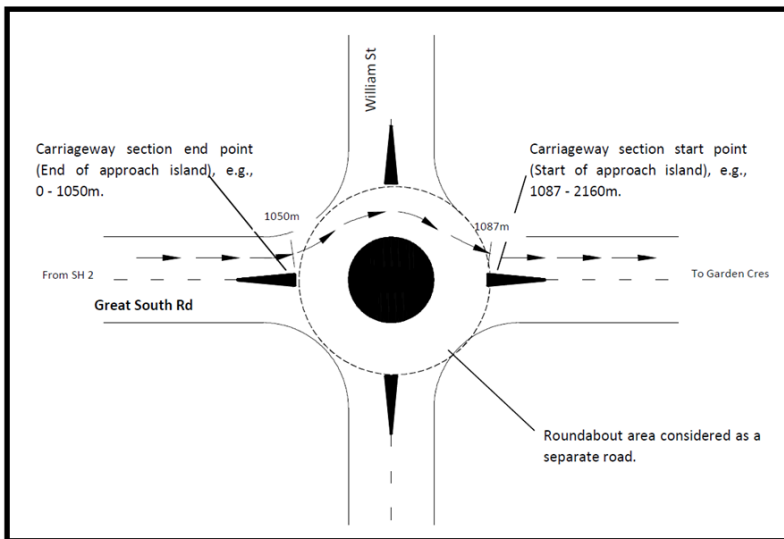 William St
Carriageway section end point
(End of approach island), e.g.,
0 - 1050m.
Carriageway section start point
(Start of approach island), e.g.,
1087 - 2160m.
1050m
1087m
From SH 2
To Garden Cres
Great South Rd
Roundabout area considered as a
separate road.